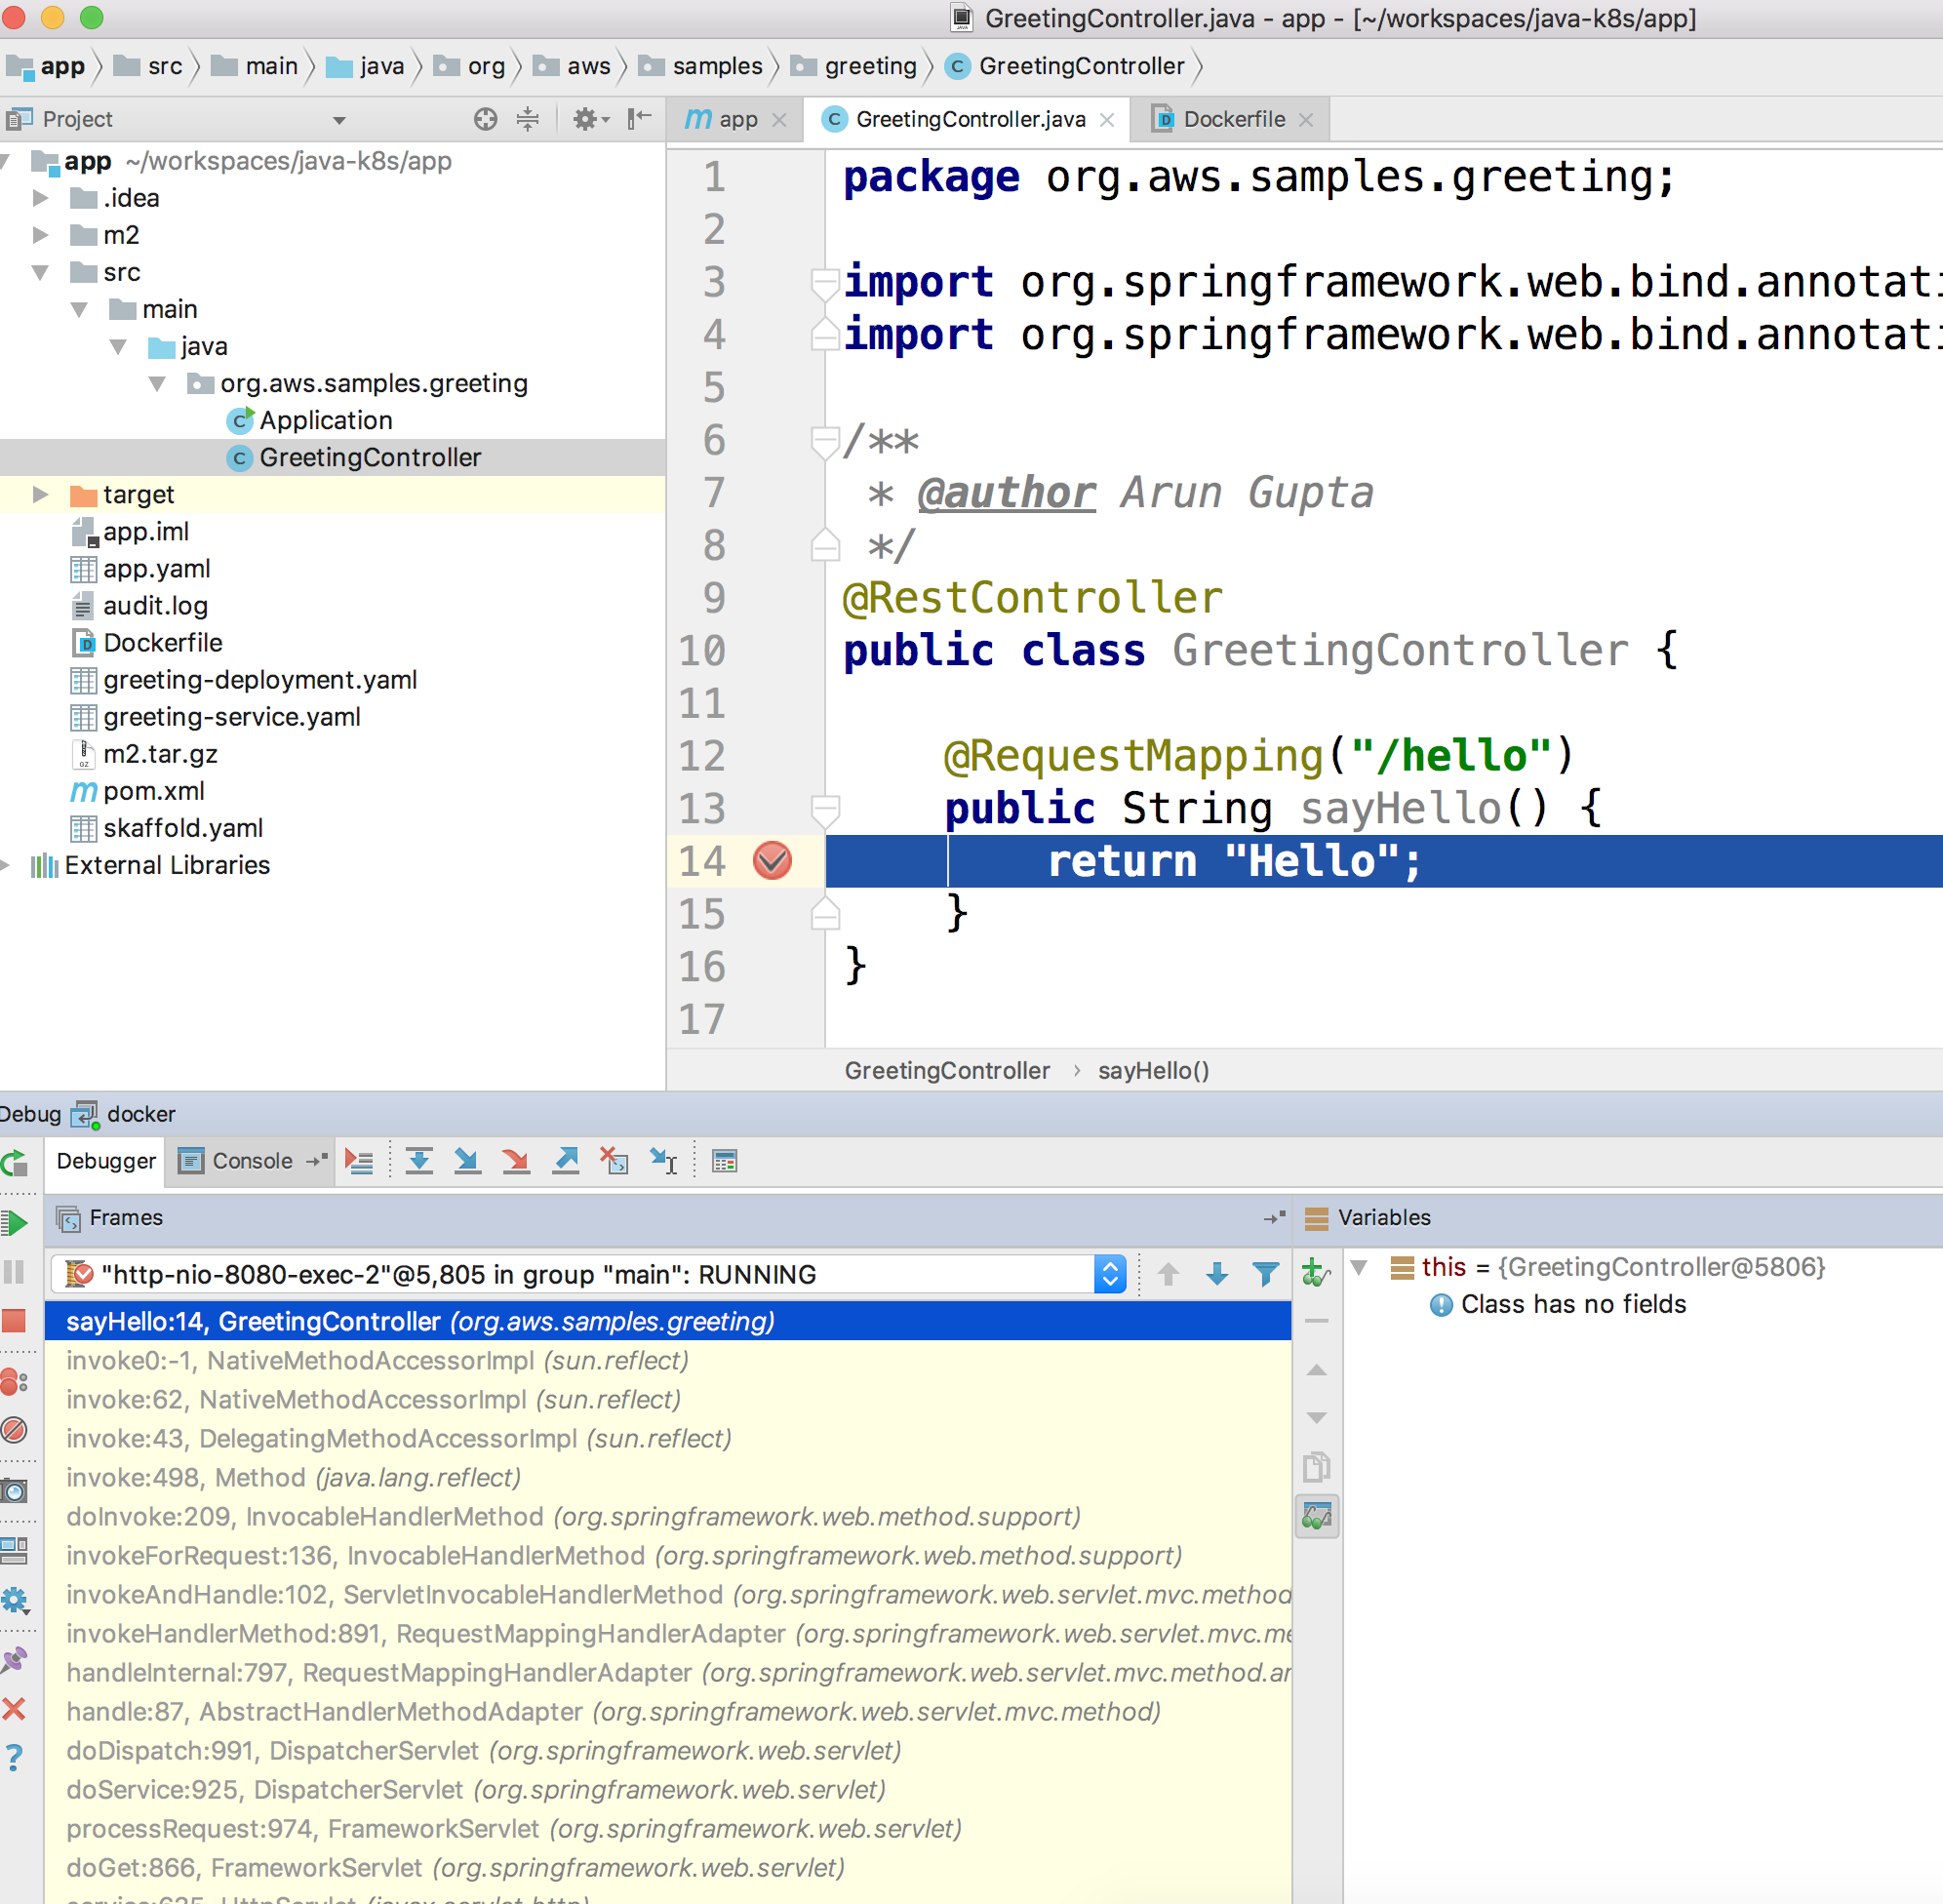 GreetingController.java - app - [~/workspaces/java-k8s/app]
app src main java org aws samples greeting GreetingController
Project
app GreetingController.java Dockerfile
app ~/workspaces/java-k8s/app
.idea
m2
src
main
java
org.aws.samples.greeting
Application
GreetingController
target
app.iml
app.yaml
audit.log
Dockerfile
greeting-deployment.yaml
greeting-service.yaml
m2.tar.gz
pom.xml
skaffold.yaml
External Libraries
1 package org.aws.samples.greeting;
2
3 import org.springframework.web.bind.annotati
4 import org.springframework.web.bind.annotati
5
6 /**
7 * @author Arun Gupta
8 */
9 @RestController
10 public class GreetingController {
11
12 @RequestMapping("/hello")
13 public String sayHello() {
14 return "Hello";
15 }
16 }
17
GreetingController › sayHello()
Debug docker
Debugger Console
Frames
"http-nio-8080-exec-2"@5,805 in group "main": RUNNING
sayHello:14, GreetingController (org.aws.samples.greeting)
invoke0:-1, NativeMethodAccessorImpl (sun.reflect)
invoke:62, NativeMethodAccessorImpl (sun.reflect)
invoke:43, DelegatingMethodAccessorImpl (sun.reflect)
invoke:498, Method (java.lang.reflect)
doInvoke:209, InvocableHandlerMethod (org.springframework.web.method.support)
invokeForRequest:136, InvocableHandlerMethod (org.springframework.web.method.support)
invokeAndHandle:102, ServletInvocableHandlerMethod (org.springframework.web.servlet.mvc.method
invokeHandlerMethod:891, RequestMappingHandlerAdapter (org.springframework.web.servlet.mvc.me
handleInternal:797, RequestMappingHandlerAdapter (org.springframework.web.servlet.mvc.method.an
handle:87, AbstractHandlerMethodAdapter (org.springframework.web.servlet.mvc.method)
doDispatch:991, DispatcherServlet (org.springframework.web.servlet)
doService:925, DispatcherServlet (org.springframework.web.servlet)
processRequest:974, FrameworkServlet (org.springframework.web.servlet)
doGet:866, FrameworkServlet (org.springframework.web.servlet)
Variables
this = {GreetingController@5806}
Class has no fields